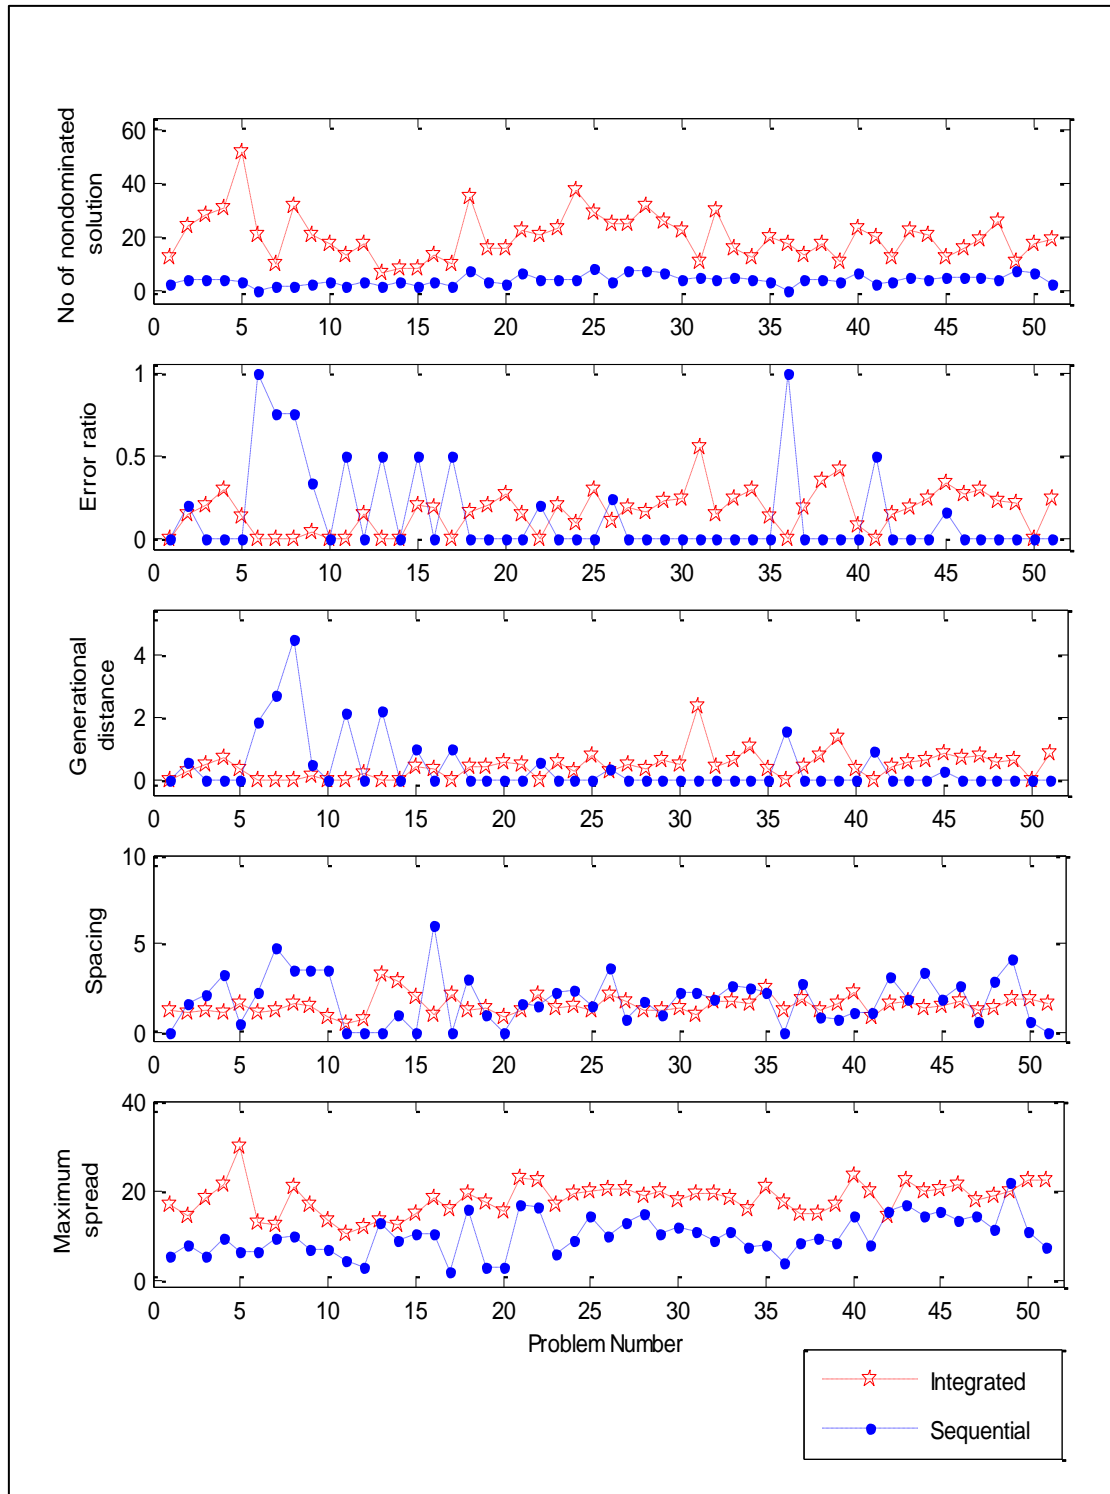 No of nondominated
solution
60
40
20
0
0 5 10 15 20 25 30 35 40 45 50
Error ratio
1
0.5
0
0 5 10 15 20 25 30 35 40 45 50
Generational
distance
4
2
0
0 5 10 15 20 25 30 35 40 45 50
Spacing
10
5
0
0 5 10 15 20 25 30 35 40 45 50
Maximum
spread
40
20
0
0 5 10 15 20 25 30 35 40 45 50
Problem Number
Integrated
Sequential